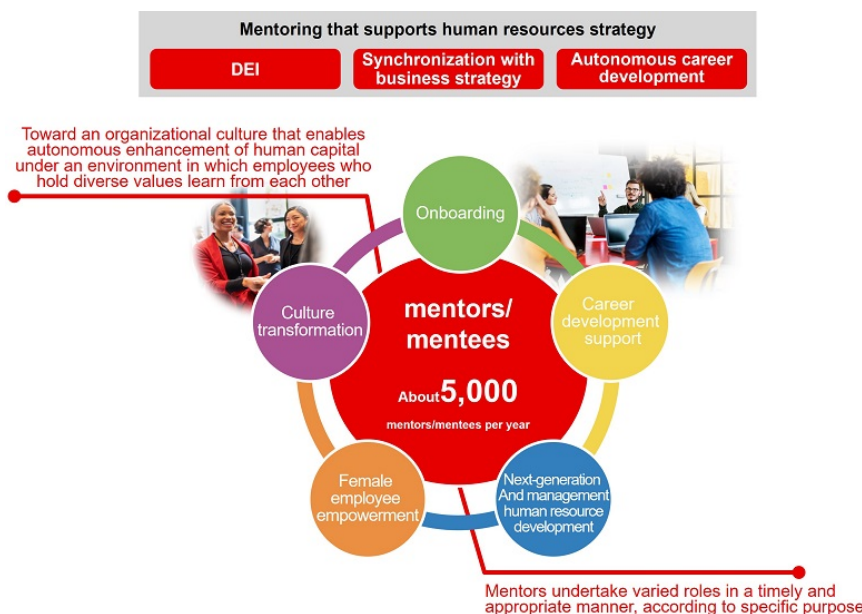 Mentoring that supports human resources strategy
DEI
Synchronization with
business strategy
Autonomous career
development
Toward an organizational culture that enables
autonomous enhancement of human capital
under an environment in which employees who
hold diverse values learn from each other
Onboarding
Culture
transformation
Career
development
support
mentors/
mentees
About5,000
mentors/mentees per year
Female
employee
empowerment
Next-generation
And management
human resource
development
Mentors undertake varied roles in a timely and
appropriate manner, according to specific purpose